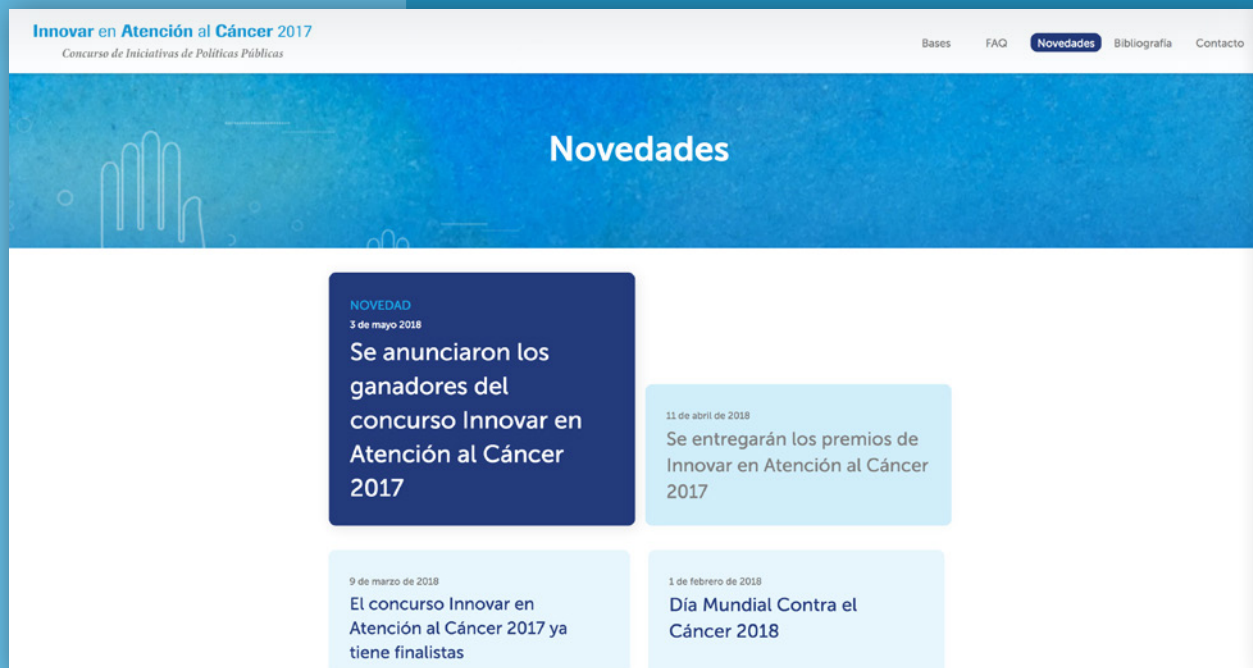 Innovar en Atención al Cáncer 2017
Concurso de Iniciativas de Políticas Públicas
Bases FAQ Novedades Bibliografía Contacto
Novedades
NOVEDAD
3 de mayo 2018
Se anunciaron los
ganadores del
concurso Innovar en
Atención al Cáncer
2017
11 de abril de 2018
Se entregarán los premios de
Innovar en Atención al Cáncer
2017
9 de marzo de 2018
El concurso Innovar en
Atención al Cáncer 2017 ya
tiene finalistas
1 de febrero de 2018
Día Mundial Contra el
Cáncer 2018